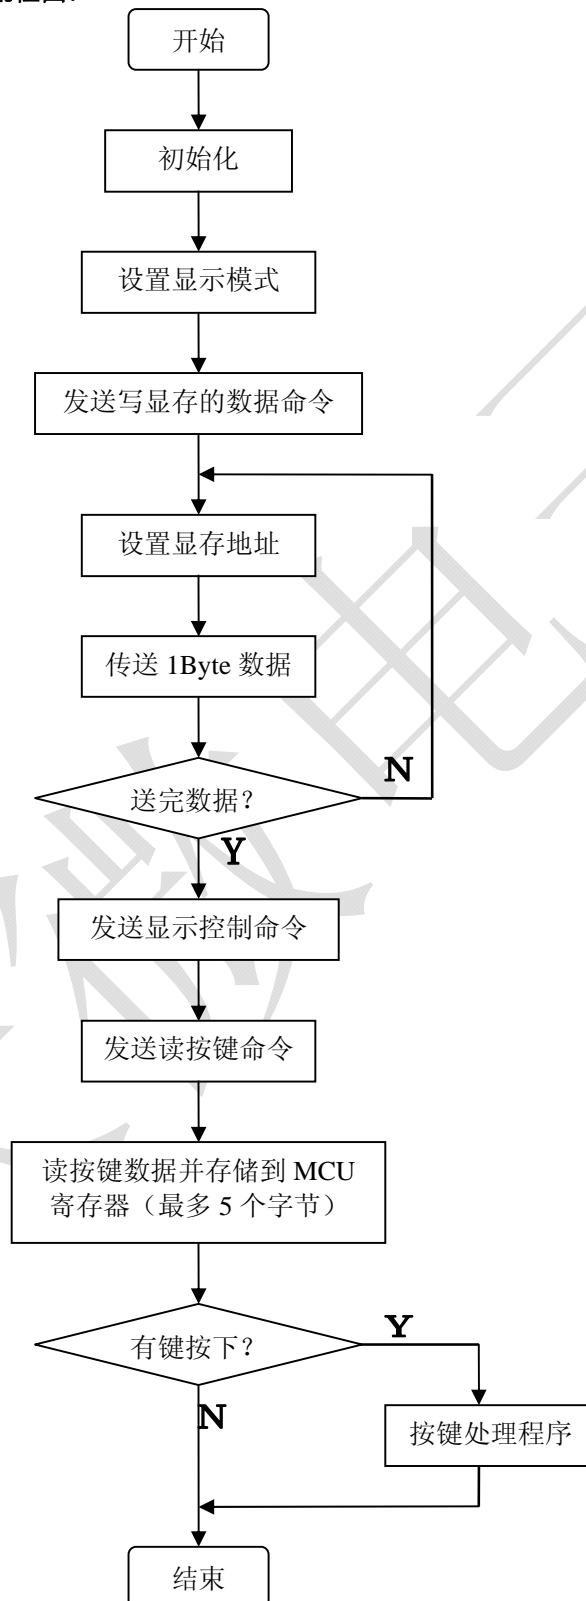 开始
初始化
设置显示模式
发送写显存的数据命令
设置显存地址
传送 1Byte 数据
N
送完数据？
Y
发送显示控制命令
发送读按键命令
读按键数据并存储到 MCU
寄存器（最多 5 个字节）
Y
有键按下？
N
按键处理程序
结束